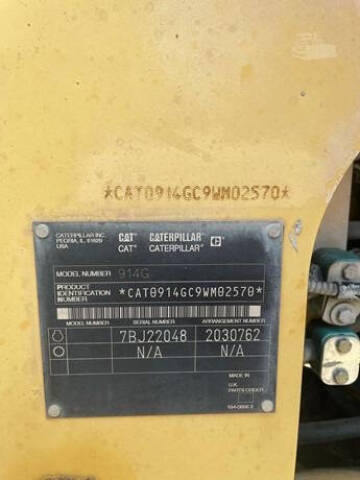 *CAT0914GC9WM02570*
CATERPILLAR INC.
PEORIA, IL 61629
USA
CAT CATERPILLAR
CAT® CATERPILLAR®
MODEL NUMBER 914G
PRODUCT
IDENTIFICATION
NUMBER
*CAT0914GC9WM02570*
MODEL NUMBER SERIAL NUMBER ARRANGEMENT NUMBER
7BJ22048 2030762
N/A N/A
MADE IN
U.K.
PARTS ORDER